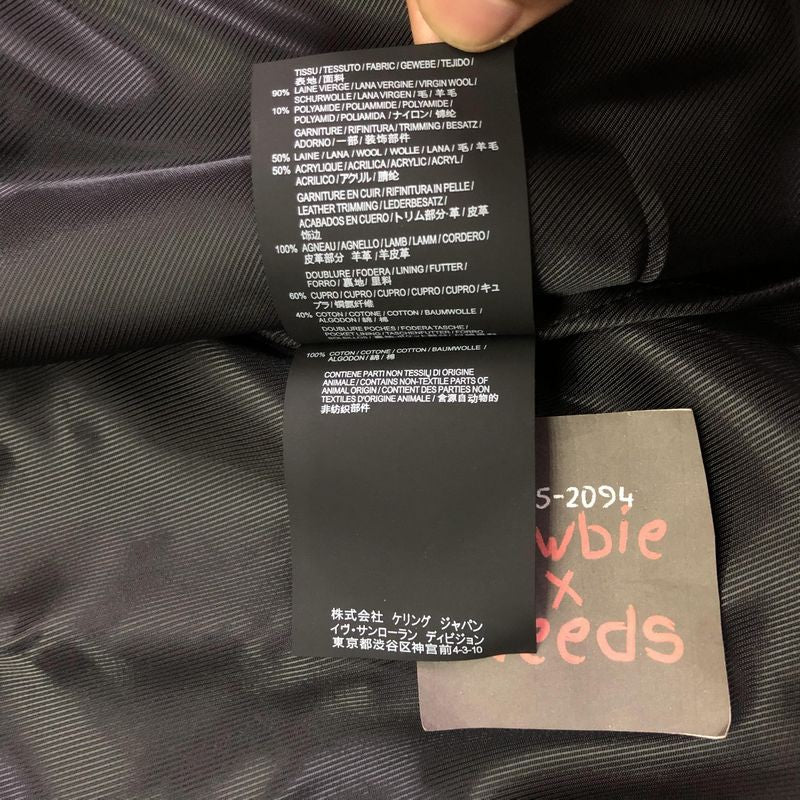 TISSU / TESSUTO / FABRIC / GEWEBE / TEJIDO /
表地 / 面料
90% LAINE VIERGE / LANA VERGINE / VIRGIN WOOL /
SCHURWOLLE / LANA VIRGEN / 毛 / 羊毛
10% POLYAMIDE / POLIAMMIDE / POLYAMIDE /
POLYAMID / POLIAMIDA / ナイロン / 锦纶
GARNITURE / RIFINITURA / TRIMMING / BESATZ /
ADORNO / 一部 / 装饰部件
50% LAINE / LANA / WOOL / WOLLE / LANA / 毛 / 羊毛
50% ACRYLIQUE / ACRILICA / ACRYLIC / ACRYL /
ACRILICO / アクリル / 腈纶
GARNITURE EN CUIR / RIFINITURA IN PELLE /
LEATHER TRIMMING / LEDERBESATZ /
ACABADOS EN CUERO / トリム部分-革 / 皮革
饰边
100% AGNEAU / AGNELLO / LAMB / LAMM / CORDERO /
皮革部分 羊革 / 羊皮革
DOUBLURE / FODERA / LINING / FUTTER /
FORRO / 裏地 / 里料
60% CUPRO / CUPRO / CUPRO / CUPRO / CUPRO / キュ
プラ / 铜氨纤维
40% COTON / COTONE / COTTON / BAUMWOLLE /
ALGODON / 綿 / 棉
DOUBLURE POCHES / FODERA TASCHE /
POCKET LINING / TASCHENFUTTER / FORRO
100% COTON / COTONE / COTTON / BAUMWOLLE /
ALGODON / 綿 / 棉
CONTIENE PARTI NON TESSILI DI ORIGINE
ANIMALE / CONTAINS NON-TEXTILE PARTS OF
ANIMAL ORIGIN / CONTIENT DES PARTIES NON
TEXTILES D'ORIGINE ANIMALE / 含源自动物的
非纺织部件
株式会社 ケリング ジャパン
イヴ・サンローラン ディビジョン
東京都渋谷区神宮前4-3-10
5-2094
wbie
x
eeds